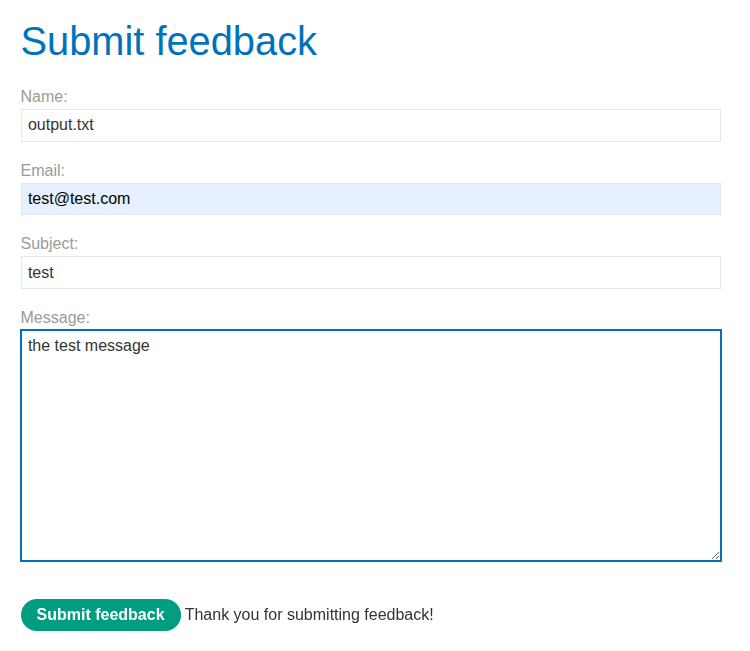 Submit feedback
Name:
output.txt
Email:
test@test.com
Subject:
test
Message:
the test message
Submit feedback Thank you for submitting feedback!